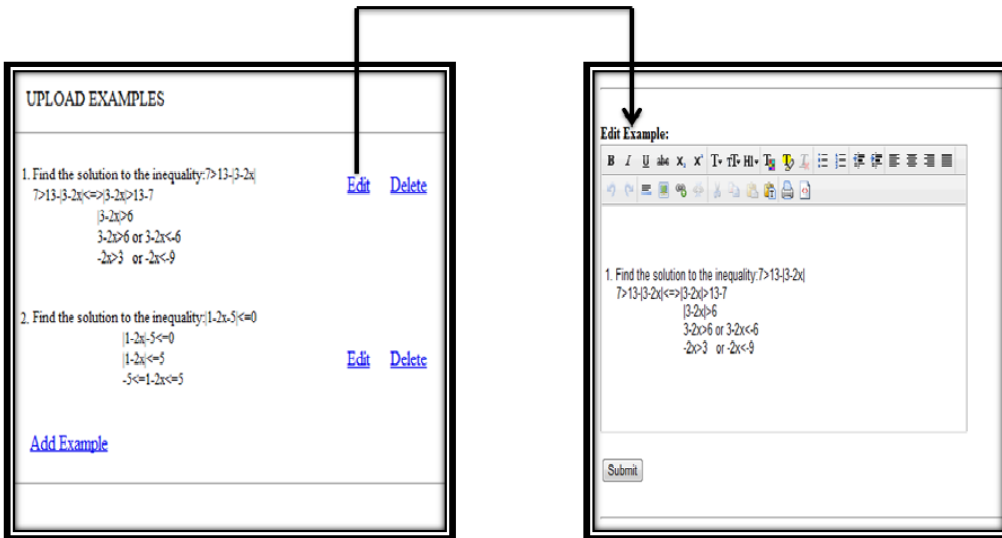 UPLOAD EXAMPLES
1. Find the solution to the inequality:7>13-|3-2x|
7>13-|3-2x|<=>|3-2x|>13-7
|3-2x|>6
3-2x>6 or 3-2x<-6
-2x>3 or -2x<-9
Edit Delete
2. Find the solution to the inequality:|1-2x-5|<=0
|1-2x|-5<=0
|1-2x|<=5
-5<=1-2x<=5
Edit Delete
Add Example
Edit Example:
B I U abc X, X' T TT H1 T T T
1. Find the solution to the inequality:7>13-|3-2x|
7>13-|3-2x|<=>|3-2x|>13-7
|3-2x|>6
3-2x>6 or 3-2x<-6
-2x>3 or -2x<-9
Submit